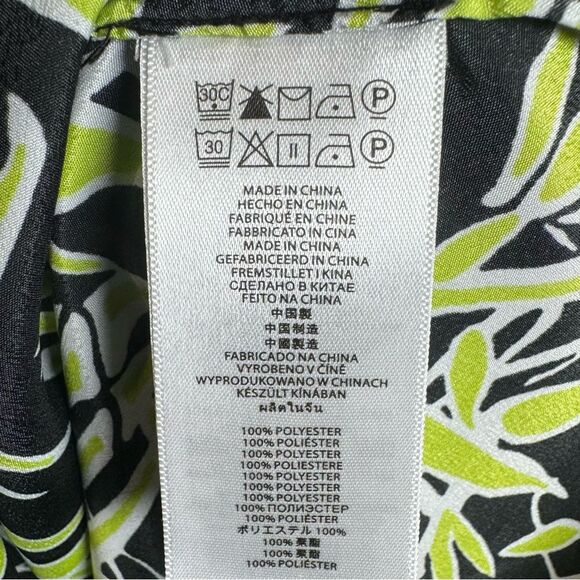 30C P
30 II P
MADE IN CHINA
HECHO EN CHINA
FABRIQUÉ EN CHINE
FABBRICATO IN CINA
MADE IN CHINA
GEFABRICEERD IN CHINA
FREMSTILLET I KINA
СДЕЛАНО В КИТАЕ
FEITO NA CHINA
中国製
中国制造
中國製造
FABRICADO NA CHINA
VYROBENO V ČÍNĚ
WYPRODUKOWANO W CHINACH
KÉSZÜLT KÍNÁBAN
ผลิตในจีน
100% POLYESTER
100% POLIÉSTER
100% POLYESTER
100% POLIESTERE
100% POLYESTER
100% POLYESTER
100% POLYESTER
100% ПОЛИЭСТЕР
100% POLIÉSTER
ポリエステル 100%
100% 聚酯
100% 聚酯